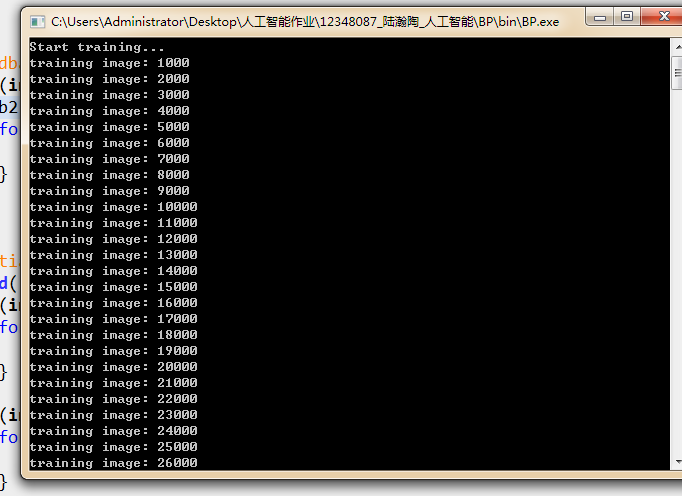 C:\Users\Administrator\Desktop\人工智能作业\12348087_陆瀚陶_人工智能\BP\bin\BP.exe
Start training...
training image: 1000
training image: 2000
training image: 3000
training image: 4000
training image: 5000
training image: 6000
training image: 7000
training image: 8000
training image: 9000
training image: 10000
training image: 11000
training image: 12000
training image: 13000
training image: 14000
training image: 15000
training image: 16000
training image: 17000
training image: 18000
training image: 19000
training image: 20000
training image: 21000
training image: 22000
training image: 23000
training image: 24000
training image: 25000
training image: 26000
dba
(in
b2
fo
}
tia
d(
(in
fo
}
(in
fo
}